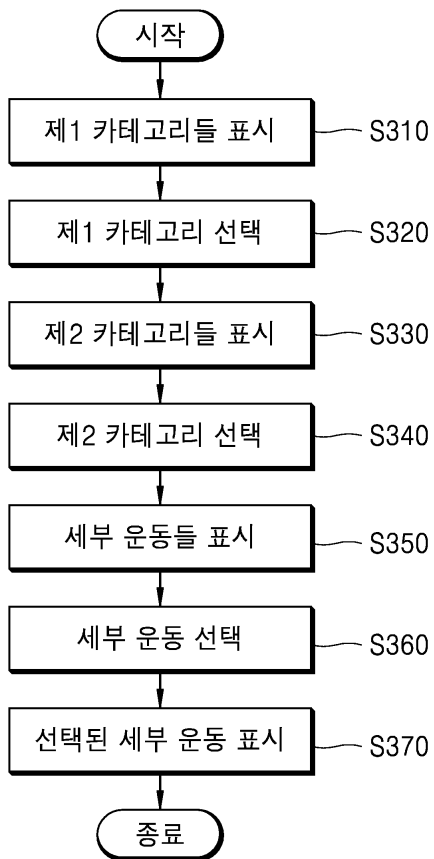 시작
제1 카테고리들 표시
S310
제1 카테고리 선택
S320
제2 카테고리들 표시
S330
제2 카테고리 선택
S340
세부 운동들 표시
S350
세부 운동 선택
S360
선택된 세부 운동 표시
S370
종료